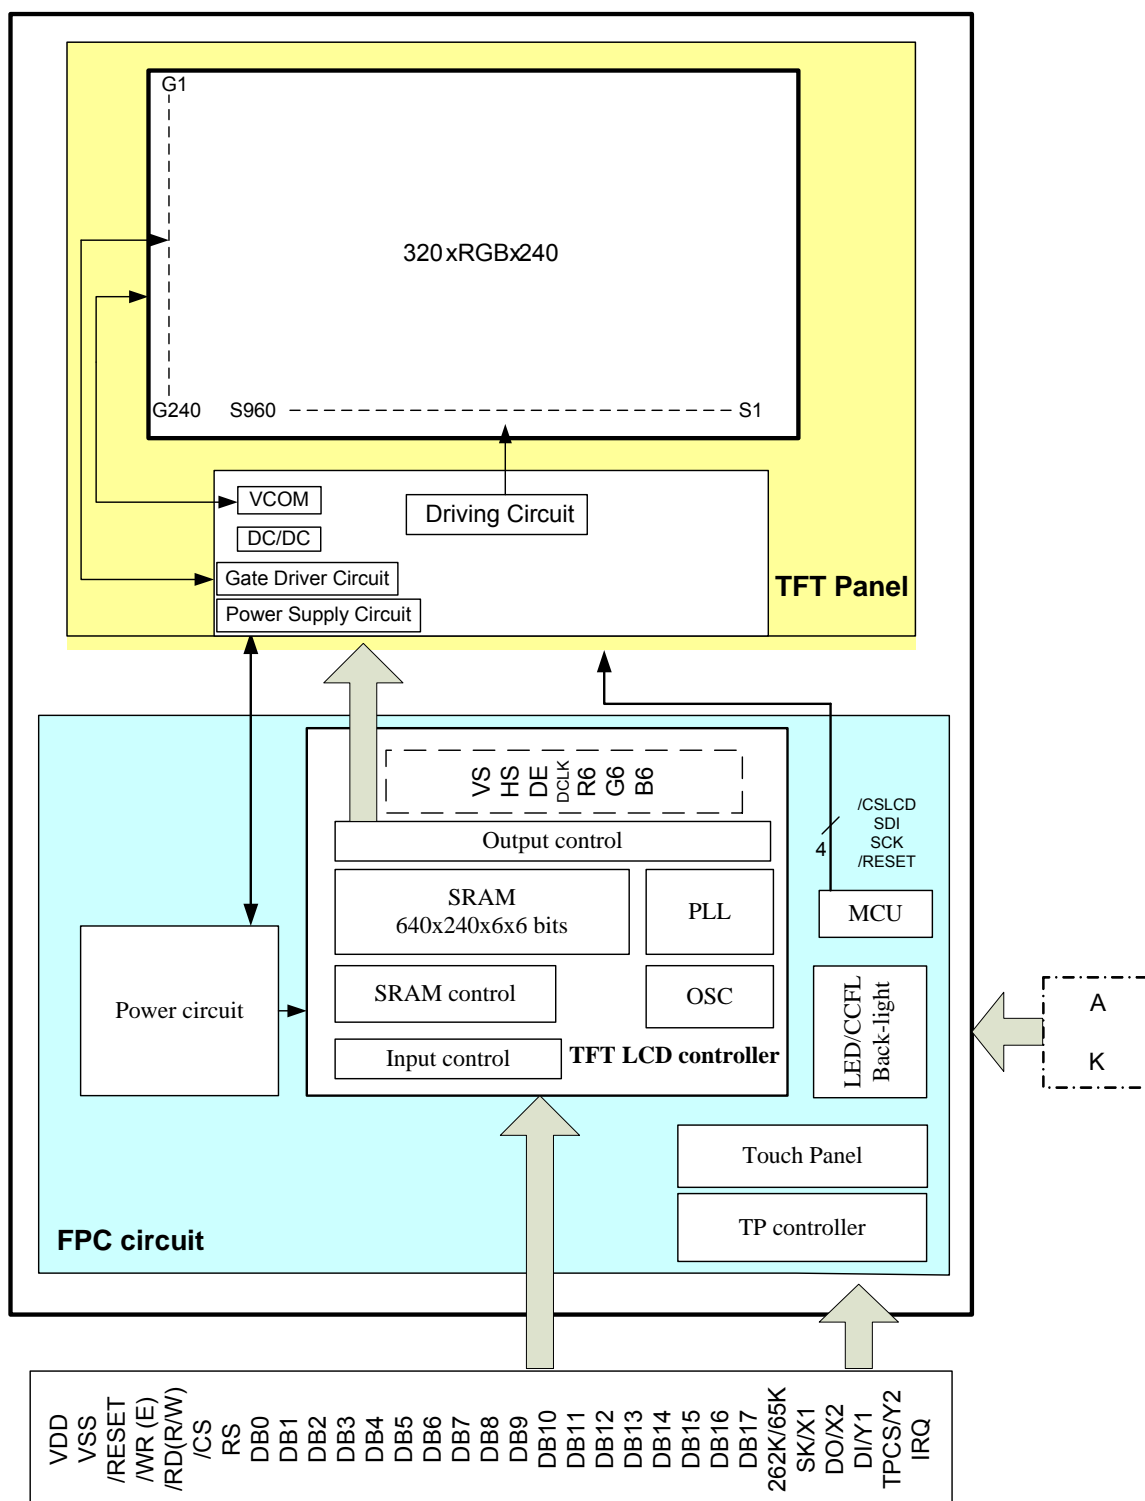 G1
320xRGBx240
G240 S960 S1
VCOM
Driving Circuit
DC/DC
Gate Driver Circuit
TFT Panel
Power Supply Circuit
VS
HS
DE
DCLK
R6
G6
B6
/CSLCD
SDI
SCK
/RESET
4
Output control
SRAM
640x240x6x6 bits
PLL
MCU
SRAM control
OSC
Power circuit
LED/CCFL
Back-light
A
K
Input control
TFT LCD controller
Touch Panel
TP controller
FPC circuit
VDD
VSS
/RESET
/WR (E)
/RD(R/W)
/CS
RS
DB0
DB1
DB2
DB3
DB4
DB5
DB6
DB7
DB8
DB9
DB10
DB11
DB12
DB13
DB14
DB15
DB16
DB17
262K/65K
SK/X1
DO/X2
DI/Y1
TPCS/Y2
IRQ